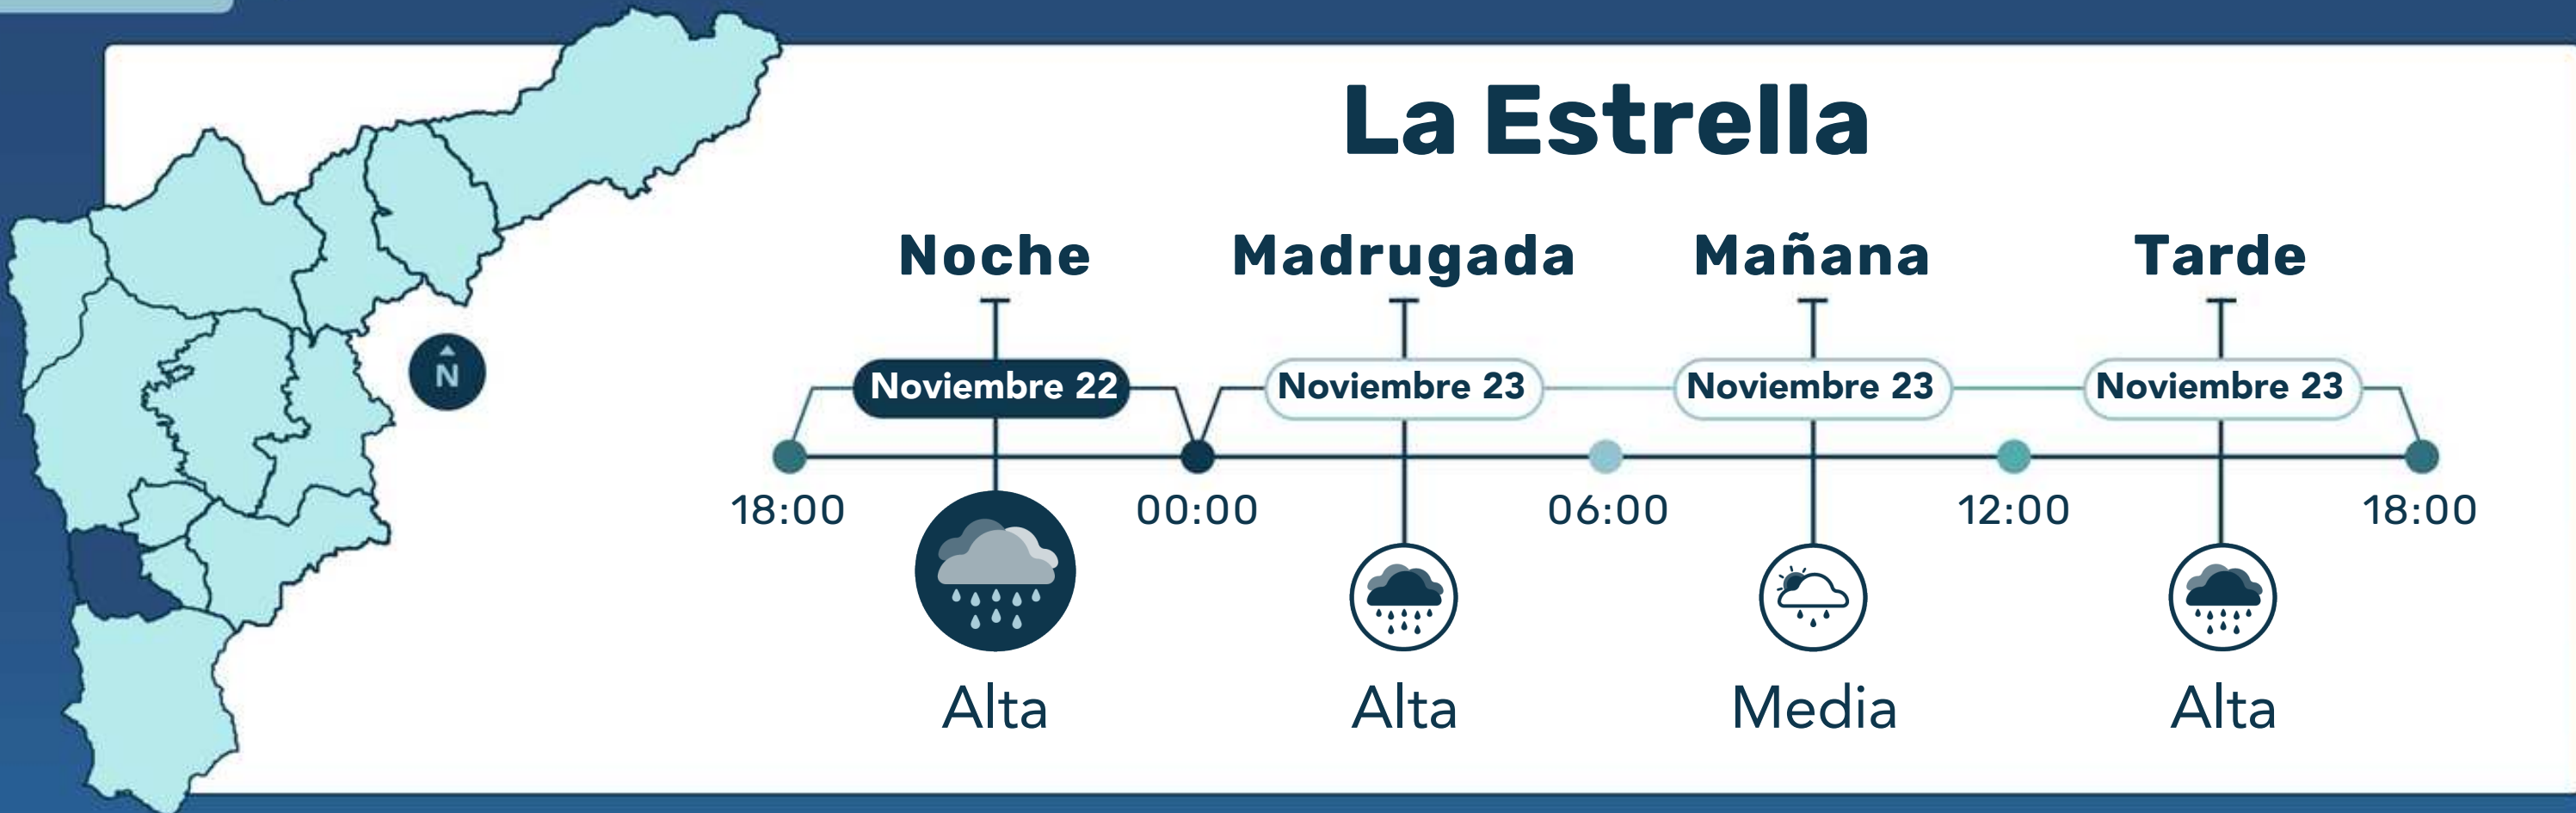 La Estrella
Noche Madrugada Mañana Tarde
N
Noviembre 22 Noviembre 23 Noviembre 23 Noviembre 23
18:00 00:00 06:00 12:00 18:00
Alta Alta Media Alta